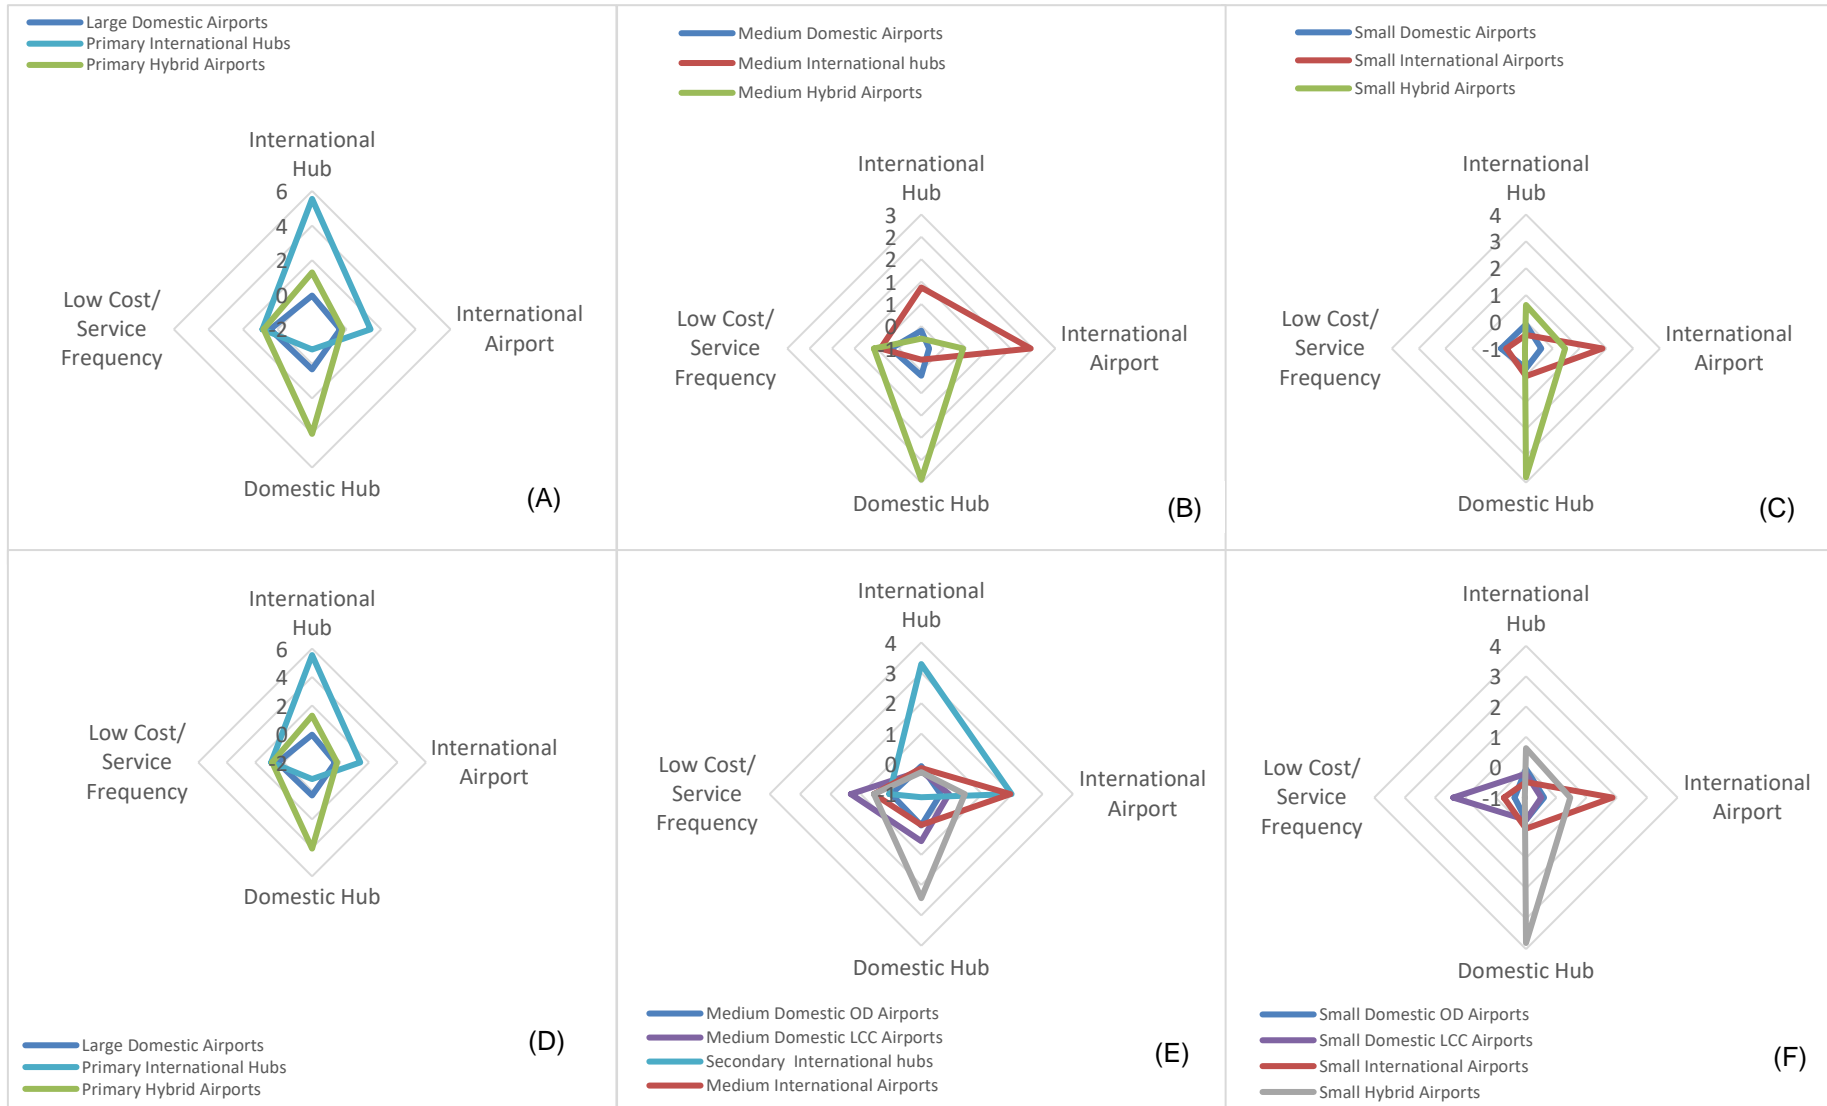 Large Domestic Airports
Primary International Hubs
Primary Hybrid Airports
International
Hub
6
4
2
0
-2
Low Cost/
Service
Frequency
International
Airport
Domestic Hub
(A)
Medium Domestic Airports
Medium International hubs
Medium Hybrid Airports
International
Hub
3
2
2
1
1
0
-1
Low Cost/
Service
Frequency
International
Airport
Domestic Hub
(B)
Small Domestic Airports
Small International Airports
Small Hybrid Airports
International
Hub
4
3
2
1
0
-1
Low Cost/
Service
Frequency
International
Airport
Domestic Hub
(C)
International
Hub
6
4
2
0
-2
Low Cost/
Service
Frequency
International
Airport
Domestic Hub
(D)
Large Domestic Airports
Primary International Hubs
Primary Hybrid Airports
International
Hub
4
3
2
1
0
-1
Low Cost/
Service
Frequency
International
Airport
Domestic Hub
Medium Domestic OD Airports
Medium Domestic LCC Airports
Secondary  International hubs
Medium International Airports
(E)
International
Hub
4
3
2
1
0
-1
Low Cost/
Service
Frequency
International
Airport
Domestic Hub
Small Domestic OD Airports
Small Domestic LCC Airports
Small International Airports
Small Hybrid Airports
(F)